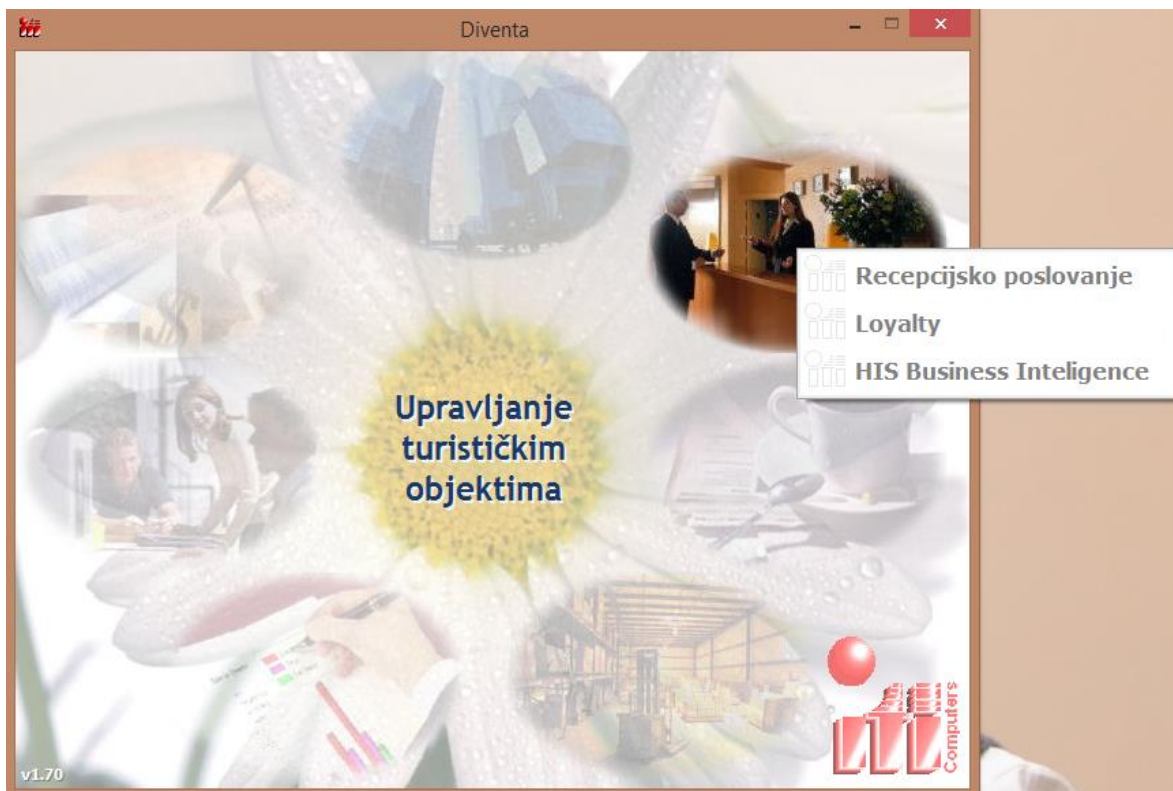 Diventa
Recepcijsko poslovanje
Loyalty
HIS Business Inteligence
Upravljanje
turističkim
objektima
Computers
v1.70